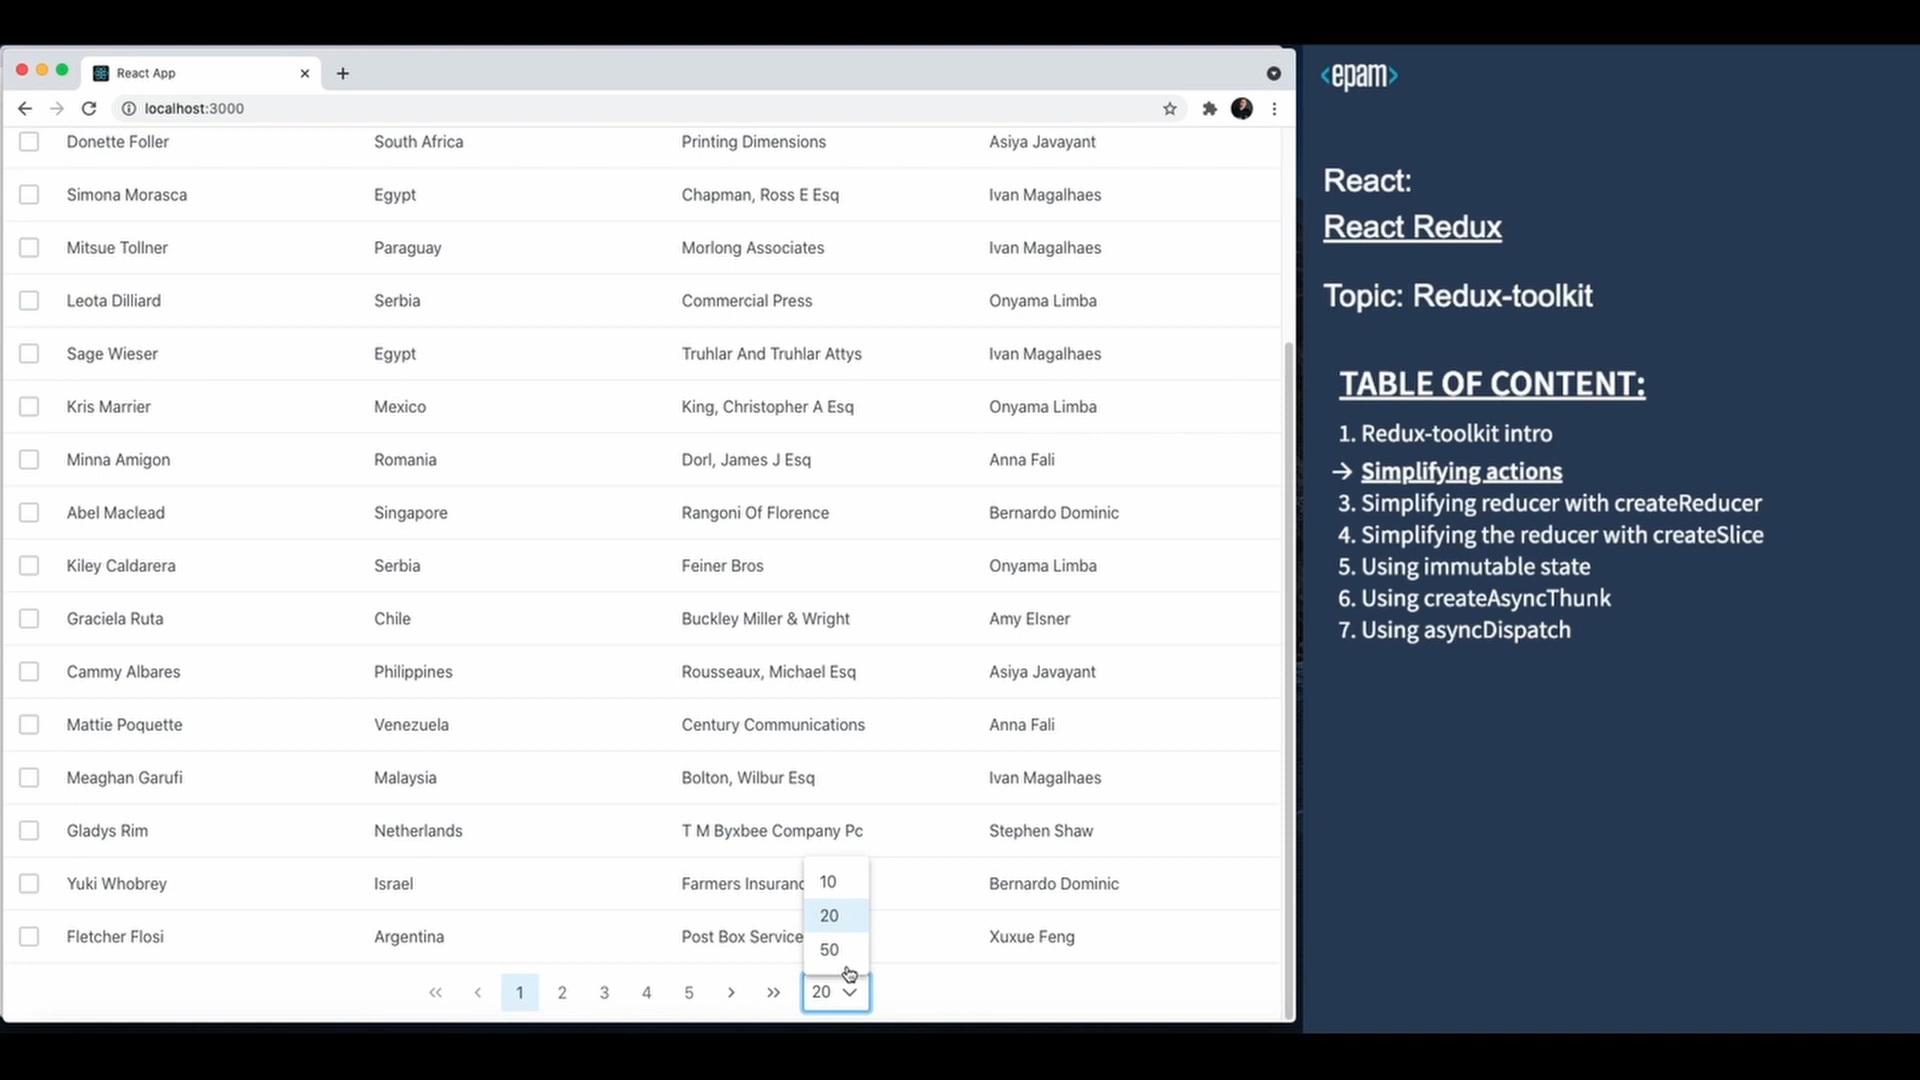 React App
localhost:3000
Donette Foller South Africa Printing Dimensions Asiya Javayant
Simona Morasca Egypt Chapman, Ross E Esq Ivan Magalhaes
Mitsue Tollner Paraguay Morlong Associates Ivan Magalhaes
Leota Dilliard Serbia Commercial Press Onyama Limba
Sage Wieser Egypt Truhlar And Truhlar Attys Ivan Magalhaes
Kris Marrier Mexico King, Christopher A Esq Onyama Limba
Minna Amigon Romania Dorl, James J Esq Anna Fali
Abel Maclead Singapore Rangoni Of Florence Bernardo Dominic
Kiley Caldarera Serbia Feiner Bros Onyama Limba
Graciela Ruta Chile Buckley Miller & Wright Amy Elsner
Cammy Albares Philippines Rousseaux, Michael Esq Asiya Javayant
Mattie Poquette Venezuela Century Communications Anna Fali
Meaghan Garufi Malaysia Bolton, Wilbur Esq Ivan Magalhaes
Gladys Rim Netherlands T M Byxbee Company Pc Stephen Shaw
Yuki Whobrey Israel Farmers Insuranc Bernardo Dominic
Fletcher Flosi Argentina Post Box Service Xuxue Feng
10
20
50
« ‹ 1 2 3 4 5 › » 20
<epam>
React:
React Redux
Topic: Redux-toolkit
TABLE OF CONTENT:
1. Redux-toolkit intro
→ Simplifying actions
3. Simplifying reducer with createReducer
4. Simplifying the reducer with createSlice
5. Using immutable state
6. Using createAsyncThunk
7. Using asyncDispatch